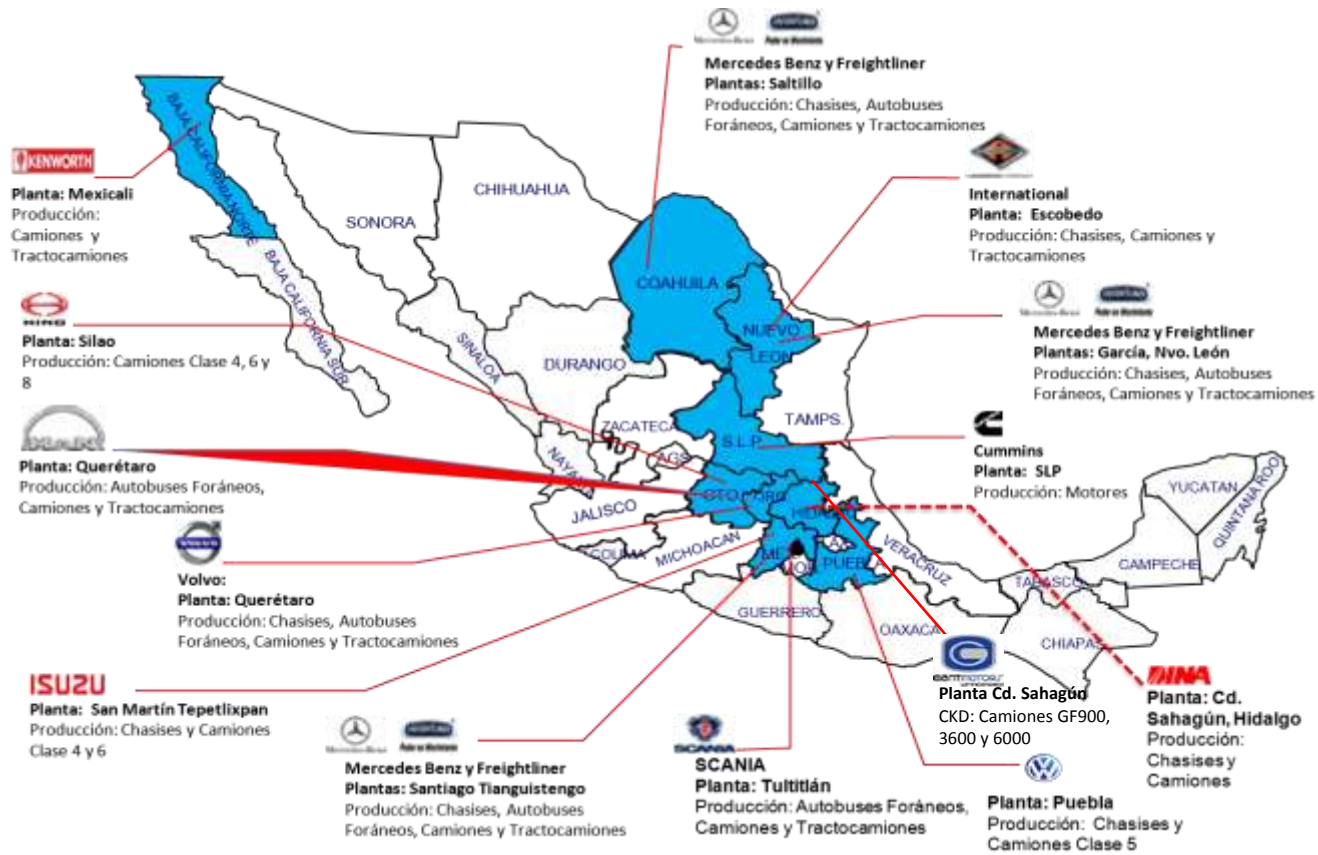 Mercedes Benz y Freightliner
Plantas: Saltillo
Producción: Chasises, Autobuses
Foráneos, Camiones y Tractocamiones
KENWORTH
Planta: Mexicali
Producción:
Camiones y
Tractocamiones
International
Planta: Escobedo
Producción: Chasises, Camiones y
Tractocamiones
HINO
Planta: Silao
Producción: Camiones Clase 4, 6 y
8
Mercedes Benz y Freightliner
Plantas: García, Nvo. León
Producción: Chasises, Autobuses
Foráneos, Camiones y Tractocamiones
Planta: Querétaro
Producción: Autobuses Foráneos,
Camiones y Tractocamiones
Cummins
Planta: SLP
Producción: Motores
VOLVO
Volvo:
Planta: Querétaro
Producción: Chasises, Autobuses
Foráneos, Camiones y Tractocamiones
ISUZU
Planta: San Martín Tepetlixpan
Producción: Chasises y Camiones
Clase 4 y 6
Mercedes Benz y Freightliner
Plantas: Santiago Tianguistengo
Producción: Chasises, Autobuses
Foráneos, Camiones y Tractocamiones
SCANIA
SCANIA
Planta: Tultitlán
Producción: Autobuses Foráneos,
Camiones y Tractocamiones
G
Planta Cd. Sahagún
CKD: Camiones GF900,
3600 y 6000
Planta: Puebla
Producción: Chasises y
Camiones Clase 5
DINA
Planta: Cd.
Sahagún, Hidalgo
Producción:
Chasises y
Camiones
BAJA CALIFORNIA NORTE
BAJA CALIFORNIA SUR
SONORA
CHIHUAHUA
COAHUILA
NUEVO
LEON
TAMPS.
SINALOA
DURANGO
ZACATECA
S.L.P.
AGS
NAYARIT
JALISCO
GTO.
QRO
HIDALGO
COLIMA
MICHOACAN
MEX
PUEBLA
VERACRUZ
GUERRERO
OAXACA
TABASCO
CHIAPAS
CAMPECHE
YUCATAN
QUINTANA ROO